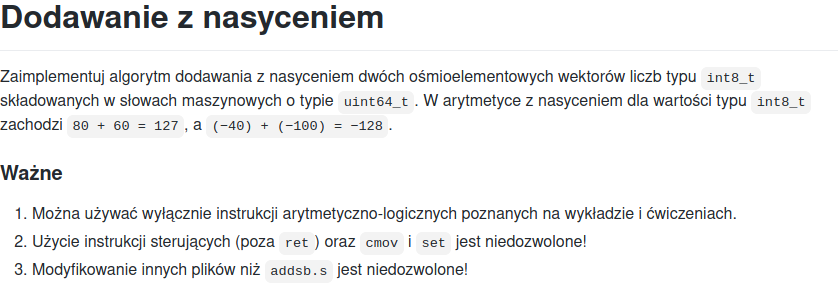 Dodawanie z nasyceniem
Zaimplementuj algorytm dodawania z nasyceniem dwóch ośmioelementowych wektorów liczb typu int8_t
składowanych w słowach maszynowych o typie uint64_t. W arytmetyce z nasyceniem dla wartości typu int8_t
zachodzi 80 + 60 = 127, a (−40) + (−100) = −128.
Ważne
1. Można używać wyłącznie instrukcji arytmetyczno-logicznych poznanych na wykładzie i ćwiczeniach.
2. Użycie instrukcji sterujących (poza ret) oraz cmov i set jest niedozwolone!
3. Modyfikowanie innych plików niż addsb.s jest niedozwolone!